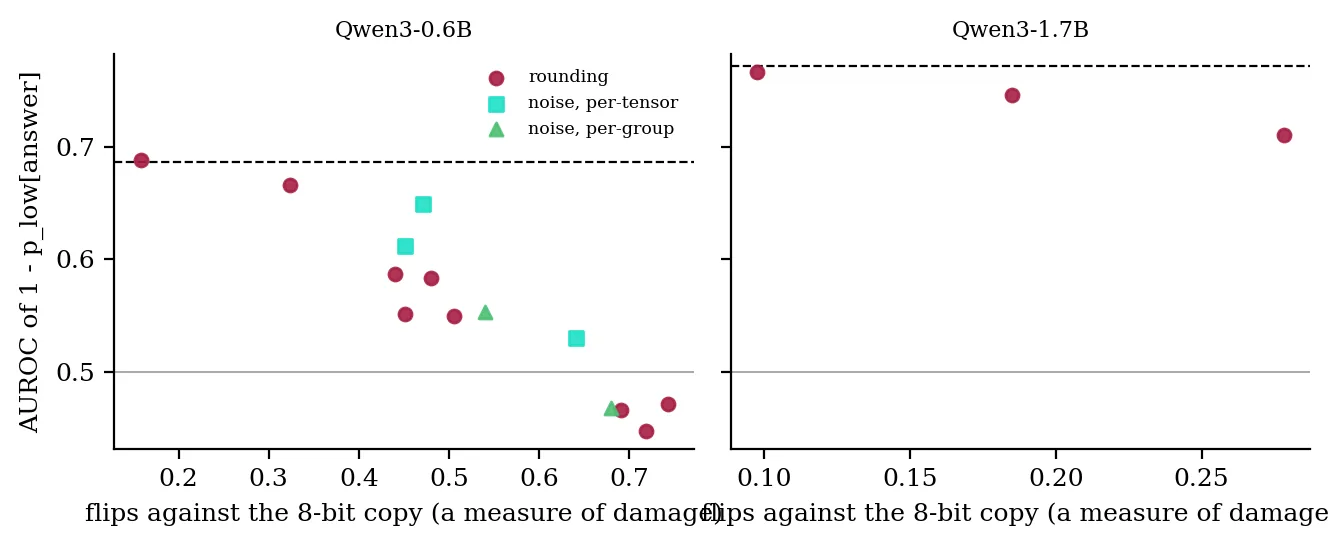 Qwen3-0.6B
Qwen3-1.7B
AUROC of 1 - p_low[answer]
rounding
noise, per-tensor
noise, per-group
0.7
0.6
0.5
0.2 0.3 0.4 0.5 0.6 0.7
0.10 0.15 0.20 0.25
flips against the 8-bit copy (a measure of damage)
flips against the 8-bit copy (a measure of damage